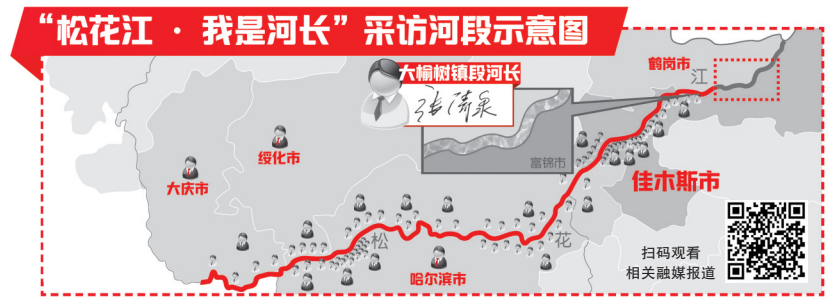 “松花江 · 我是河长”采访河段示意图
大榆树镇段河长
张清泉
鹤岗市
江
富锦市
绥化市
大庆市
佳木斯市
松
花
哈尔滨市
扫码观看
相关融媒报道